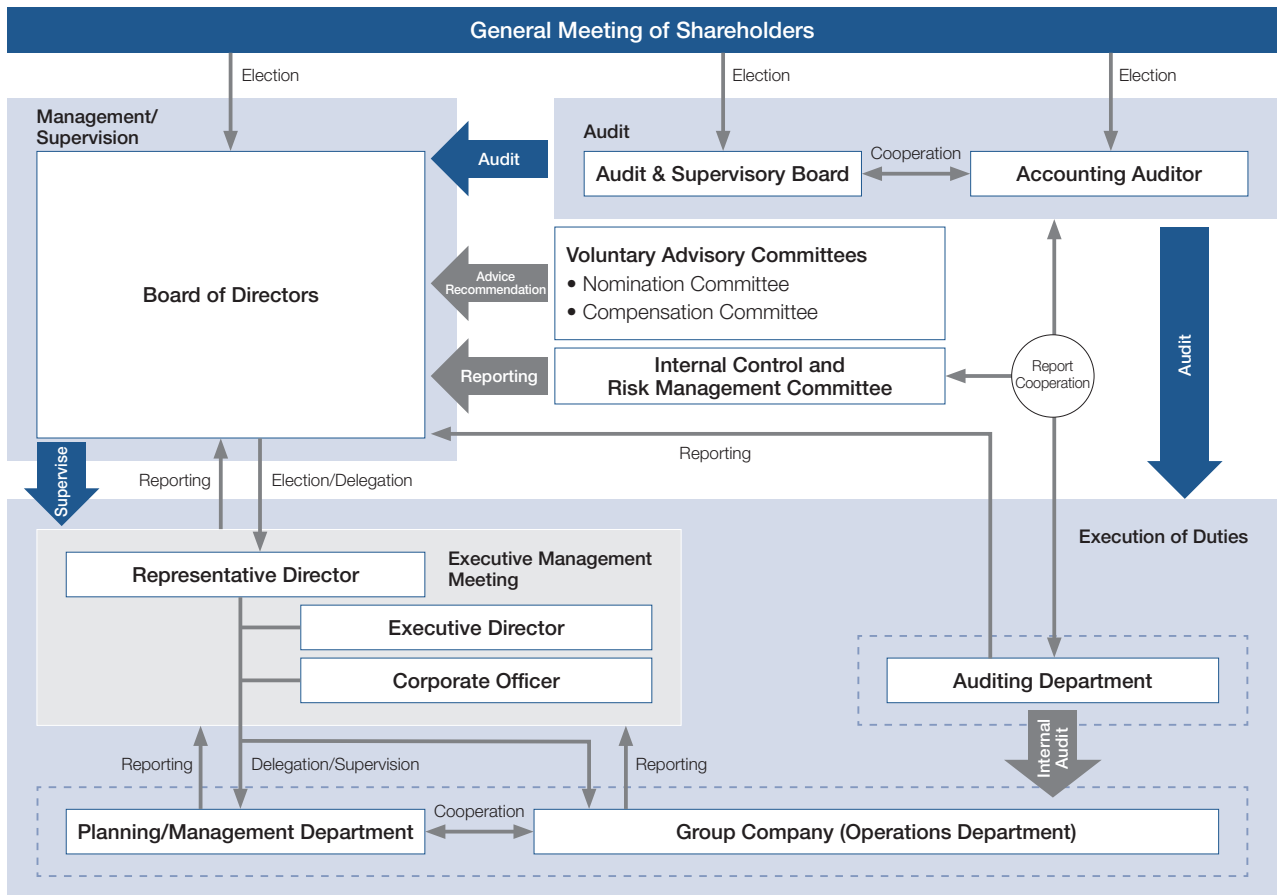 General Meeting of Shareholders
Election
Election
Election
Management/
Supervision
Audit
Audit
Audit & Supervisory Board
Cooperation
Accounting Auditor
Board of Directors
Advice
Recommendation
Voluntary Advisory Committees
• Nomination Committee
• Compensation Committee
Reporting
Internal Control and
Risk Management Committee
Report
Cooperation
Audit
Supervise
Reporting
Election/Delegation
Reporting
Execution of Duties
Executive Management
Meeting
Representative Director
Executive Director
Corporate Officer
Auditing Department
Internal
Audit
Reporting
Delegation/Supervision
Reporting
Planning/Management Department
Cooperation
Group Company (Operations Department)